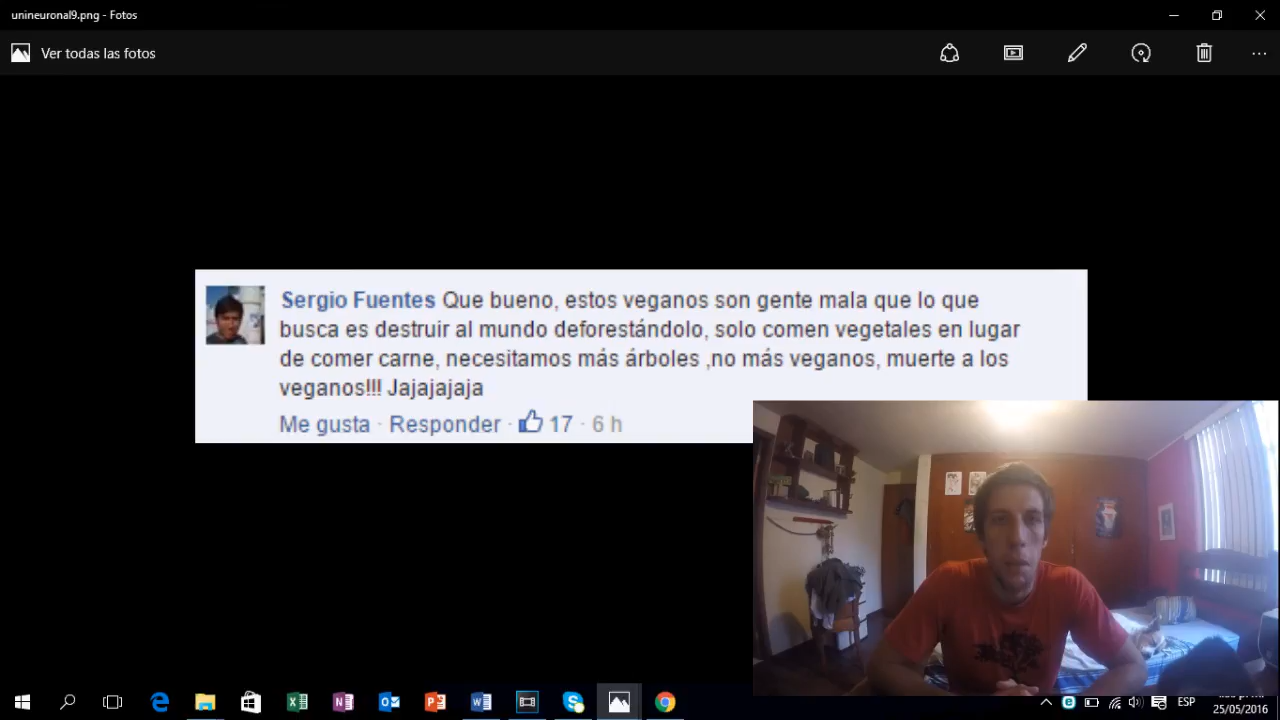 unineuronal9.png - Fotos
Ver todas las fotos
Sergio Fuentes Que bueno, estos veganos son gente mala que lo que
busca es destruir al mundo deforestándolo, solo comen vegetales en lugar
de comer carne, necesitamos más árboles ,no más veganos, muerte a los
veganos!!! Jajajajaja
Me gusta · Responder · 17 · 6 h
ESP
25/05/2016